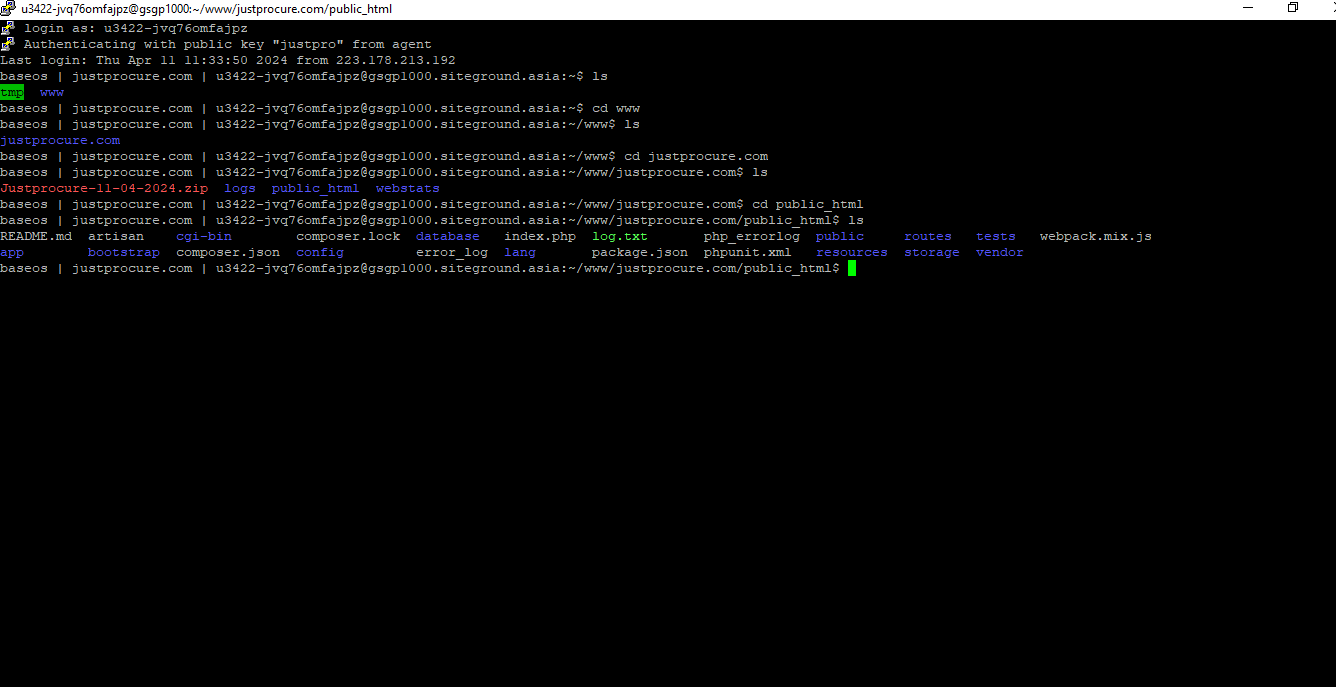 u3422-jvq76omfajpz@gsgp1000:~/www/justprocure.com/public_html
login as: u3422-jvq76omfajpz
Authenticating with public key "justpro" from agent
Last login: Thu Apr 11 11:33:50 2024 from 223.178.213.192
baseos | justprocure.com | u3422-jvq76omfajpz@gsgp1000.siteground.asia:~$ ls
tmp  www
baseos | justprocure.com | u3422-jvq76omfajpz@gsgp1000.siteground.asia:~$ cd www
baseos | justprocure.com | u3422-jvq76omfajpz@gsgp1000.siteground.asia:~/www$ ls
justprocure.com
baseos | justprocure.com | u3422-jvq76omfajpz@gsgp1000.siteground.asia:~/www$ cd justprocure.com
baseos | justprocure.com | u3422-jvq76omfajpz@gsgp1000.siteground.asia:~/www/justprocure.com$ ls
Justprocure-11-04-2024.zip  logs  public_html  webstats
baseos | justprocure.com | u3422-jvq76omfajpz@gsgp1000.siteground.asia:~/www/justprocure.com$ cd public_html
baseos | justprocure.com | u3422-jvq76omfajpz@gsgp1000.siteground.asia:~/www/justprocure.com/public_html$ ls
README.md  artisan    cgi-bin        composer.lock  database   index.php  log.txt       php_errorlog  public     routes   tests   webpack.mix.js
app        bootstrap  composer.json  config         error_log  lang       package.json  phpunit.xml   resources  storage  vendor
baseos | justprocure.com | u3422-jvq76omfajpz@gsgp1000.siteground.asia:~/www/justprocure.com/public_html$